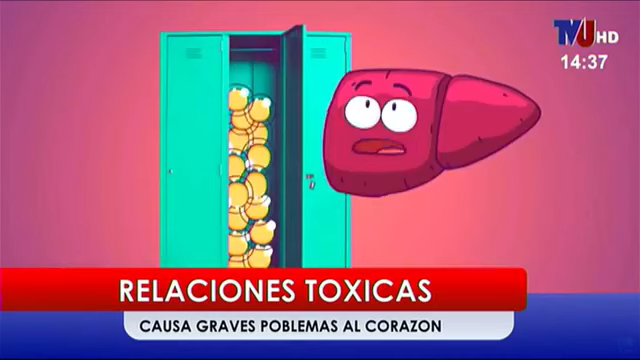 TVU HD
14:37
RELACIONES TOXICAS
CAUSA GRAVES POBLEMAS AL CORAZON